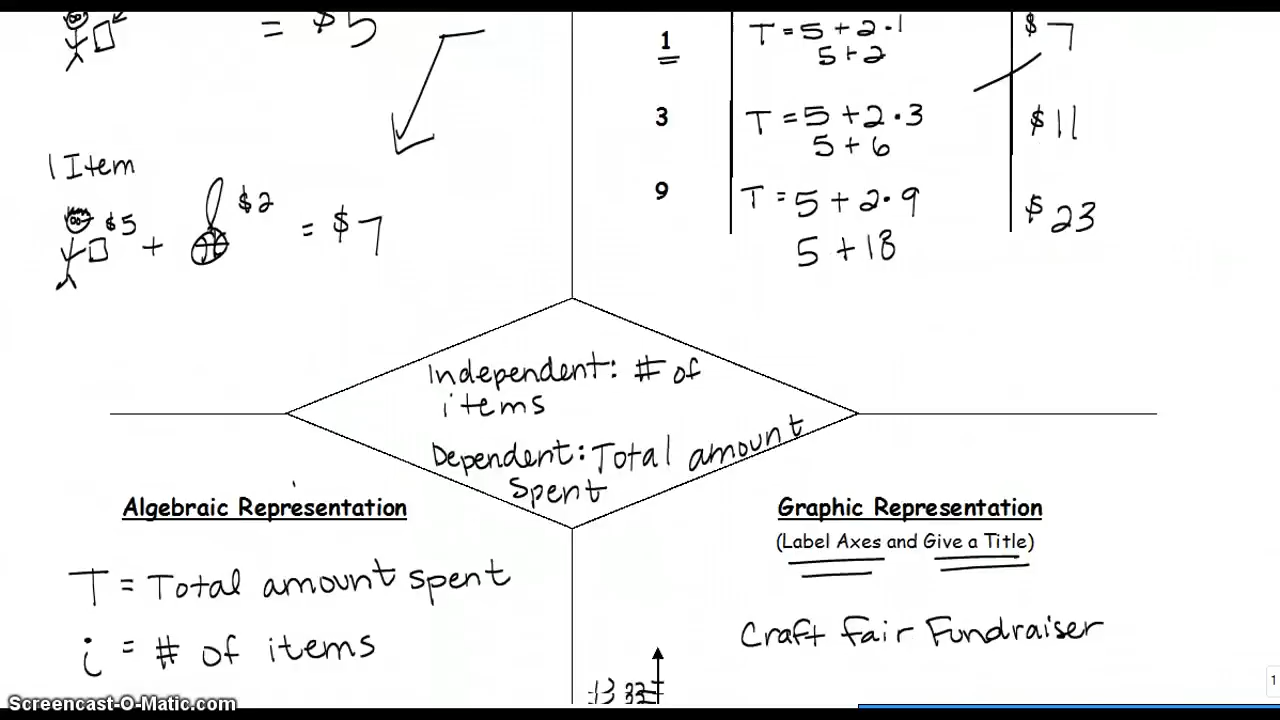 = $5
1 Item
$5 + $2 = $7
1 T = 5 + 2·1 $7
5 + 2
3 T = 5 + 2·3 $11
5 + 6
9 T = 5 + 2·9 $23
5 + 18
Independent: # of
items
Dependent: Total amount
Spent
Algebraic Representation
T = Total amount spent
i = # of items
Graphic Representation
(Label Axes and Give a Title)
Craft Fair Fundraiser
1
Screencast-O-Matic.com